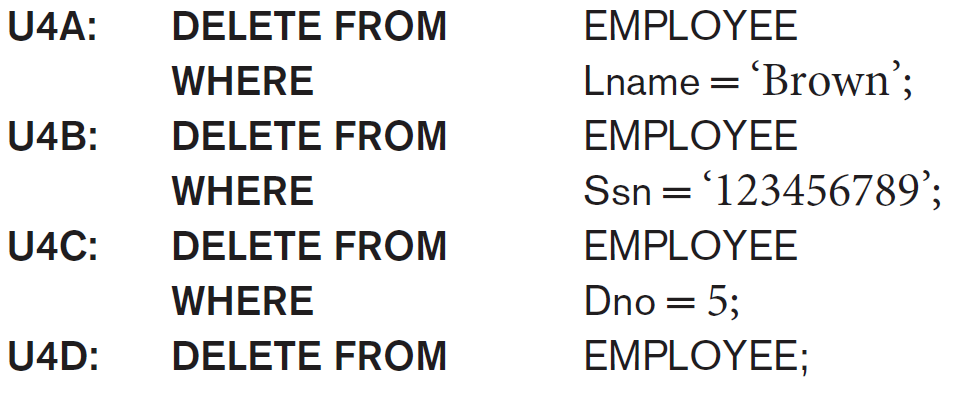 U4A: DELETE FROM EMPLOYEE
WHERE Lname = ‘Brown’;
U4B: DELETE FROM EMPLOYEE
WHERE Ssn = ‘123456789’;
U4C: DELETE FROM EMPLOYEE
WHERE Dno = 5;
U4D: DELETE FROM EMPLOYEE;